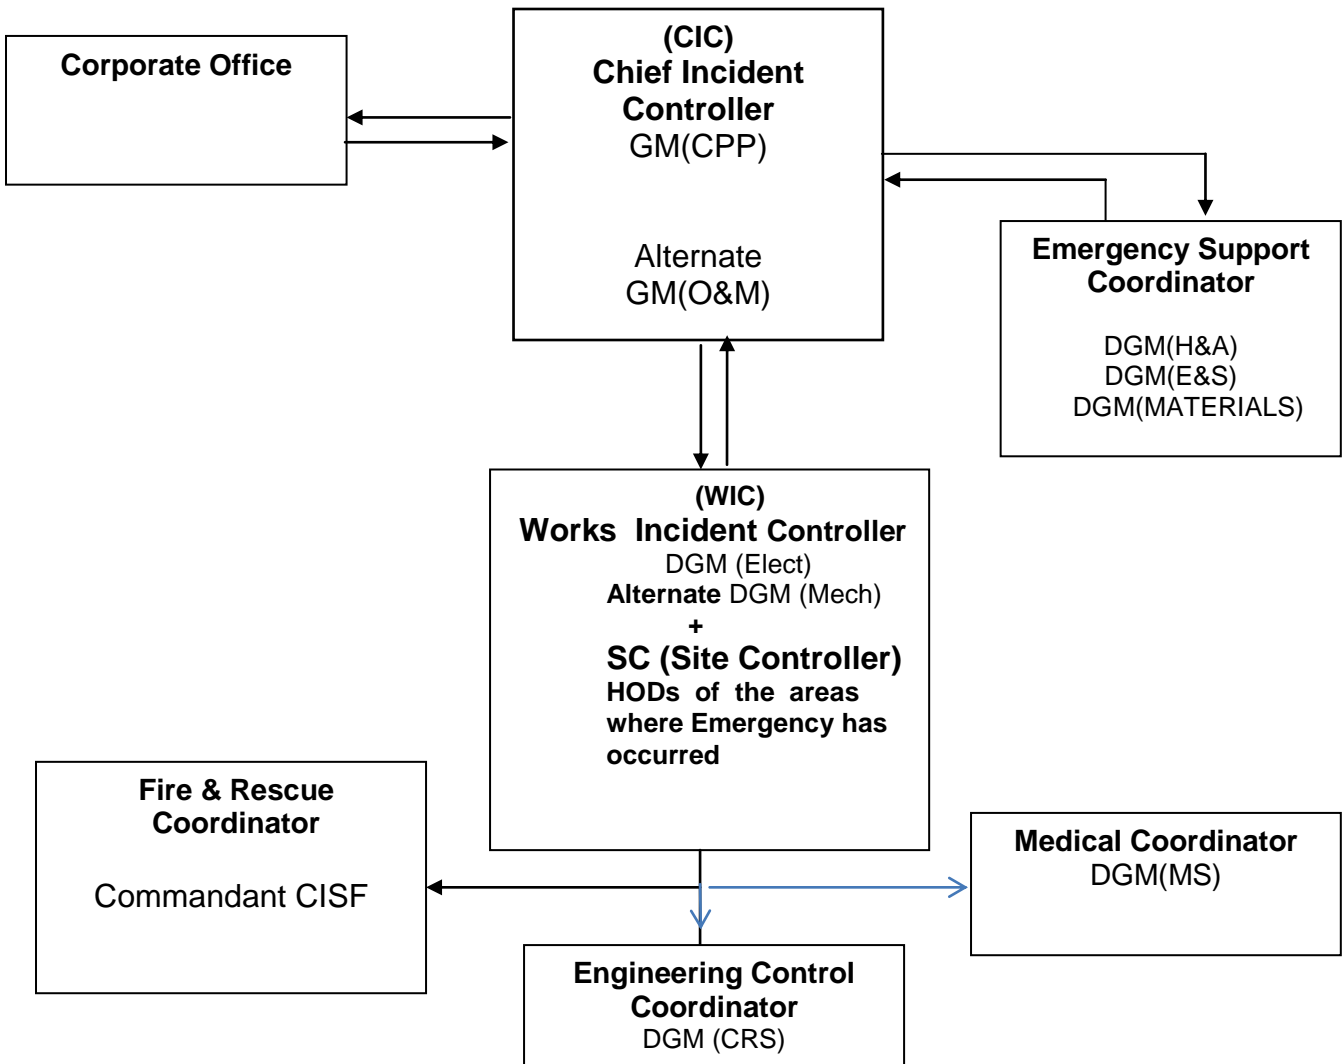 Corporate Office
(CIC)
Chief Incident
Controller
GM(CPP)
Alternate
GM(O&M)
Emergency Support
Coordinator
DGM(H&A)
DGM(E&S)
DGM(MATERIALS)
(WIC)
Works Incident Controller
DGM (Elect)
Alternate DGM (Mech)
+
SC (Site Controller)
HODs of the areas
where Emergency has
occurred
Fire & Rescue
Coordinator
Commandant CISF
Medical Coordinator
DGM(MS)
Engineering Control
Coordinator
DGM (CRS)